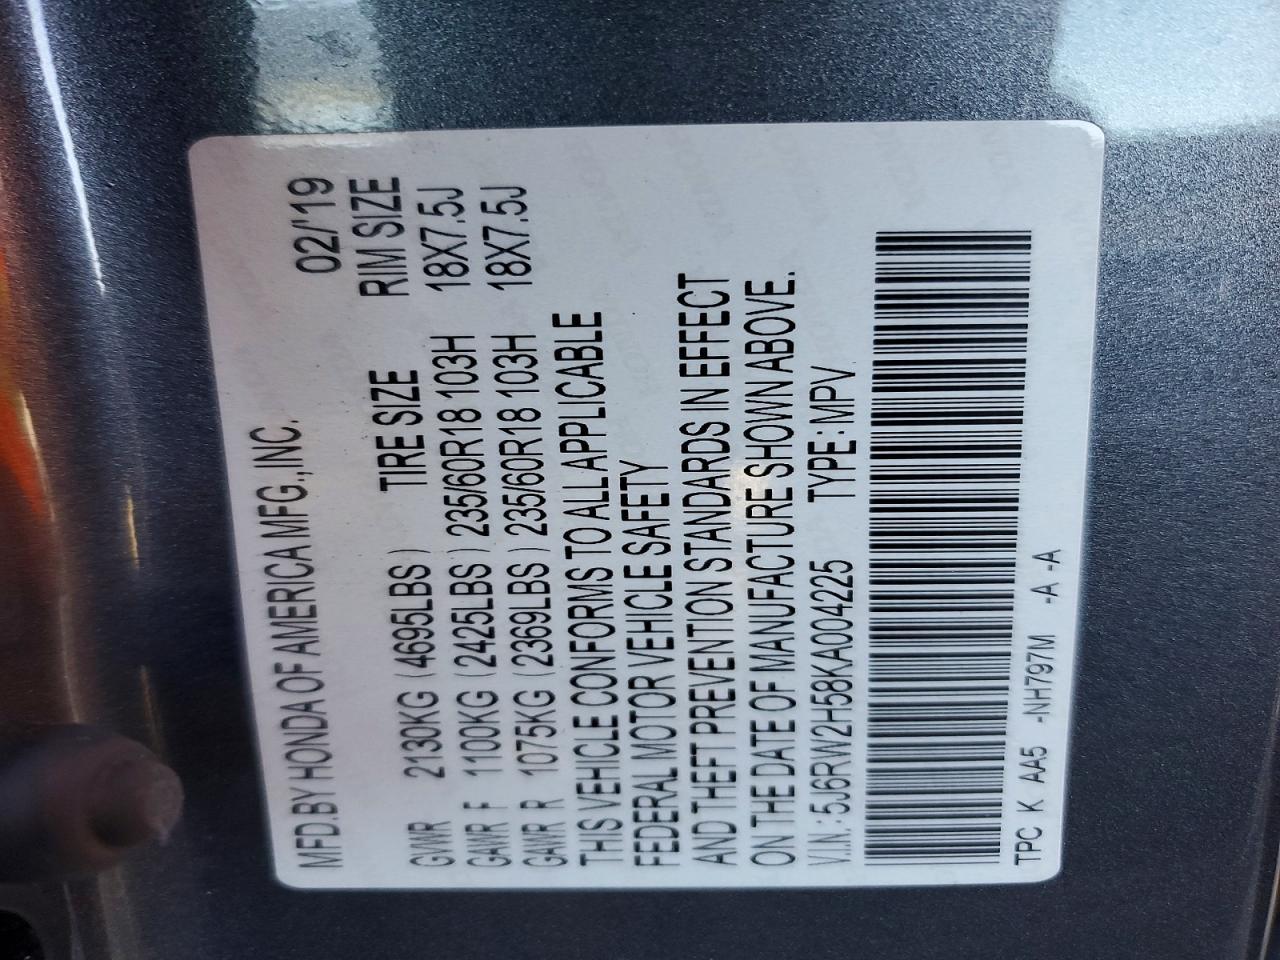 MFD.BY HONDA OF AMERICA MFG.,INC. 02/'19
TIRE SIZE RIM SIZE
GVWR 2130KG (4695LBS)
GAWR F 1100KG (2425LBS) 235/60R18 103H 18X7.5J
GAWR R 1075KG (2369LBS) 235/60R18 103H 18X7.5J
THIS VEHICLE CONFORMS TO ALL APPLICABLE
FEDERAL MOTOR VEHICLE SAFETY
AND THEFT PREVENTION STANDARDS IN EFFECT
ON THE DATE OF MANUFACTURE SHOWN ABOVE.
V.I.N.: 5J6RW2H58KA004225 TYPE:MPV
TPC K AA5 -NH797M -A -A